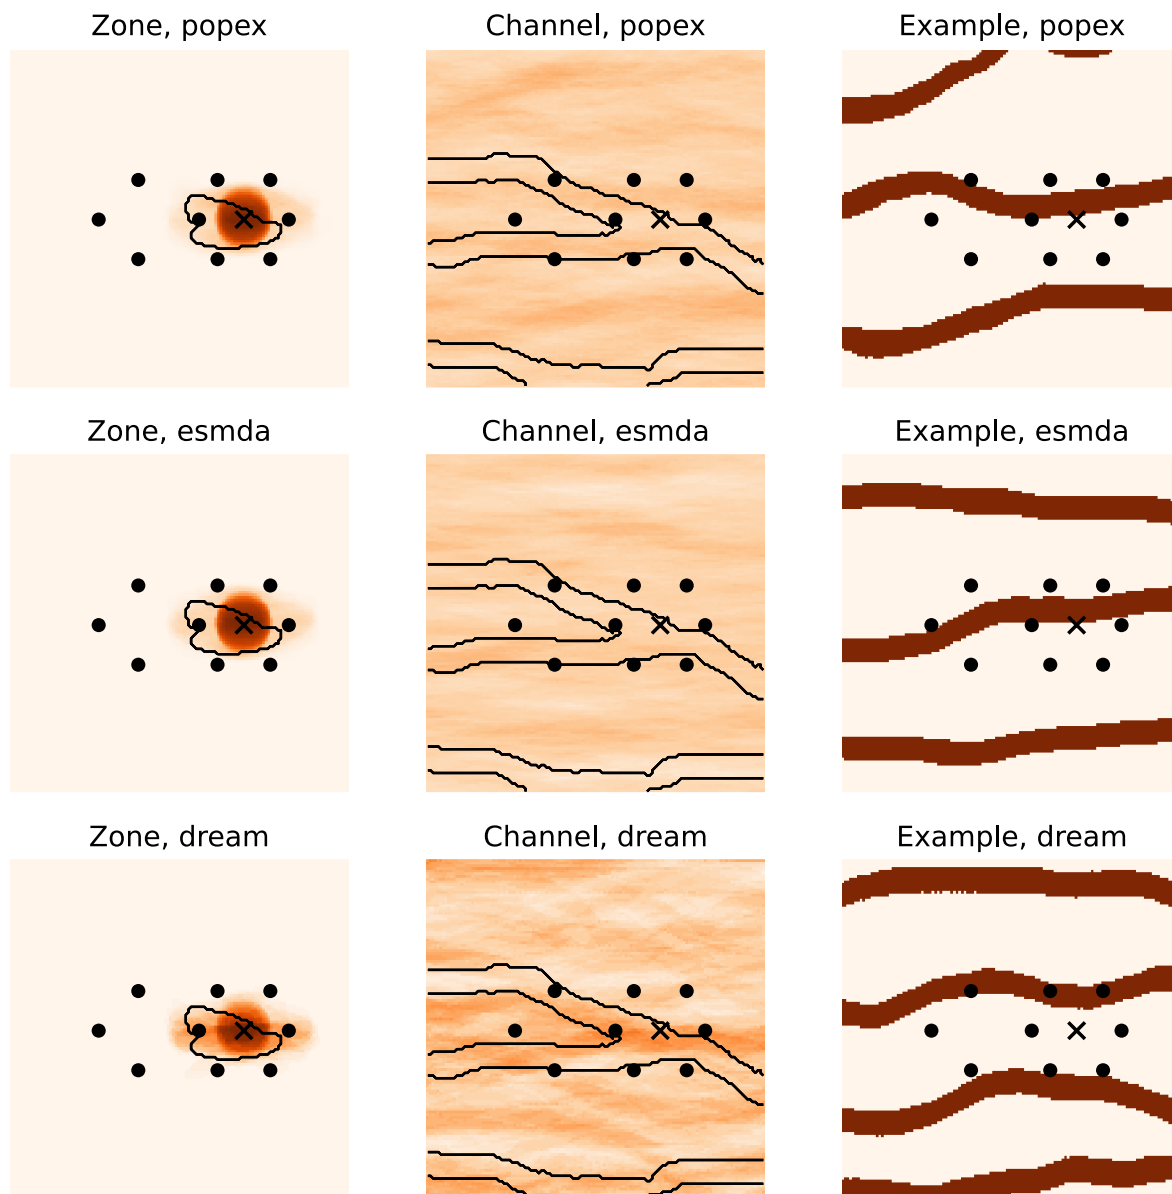 Zone, popex
Channel, popex
Example, popex
Zone, esmda
Channel, esmda
Example, esmda
Zone, dream
Channel, dream
Example, dream